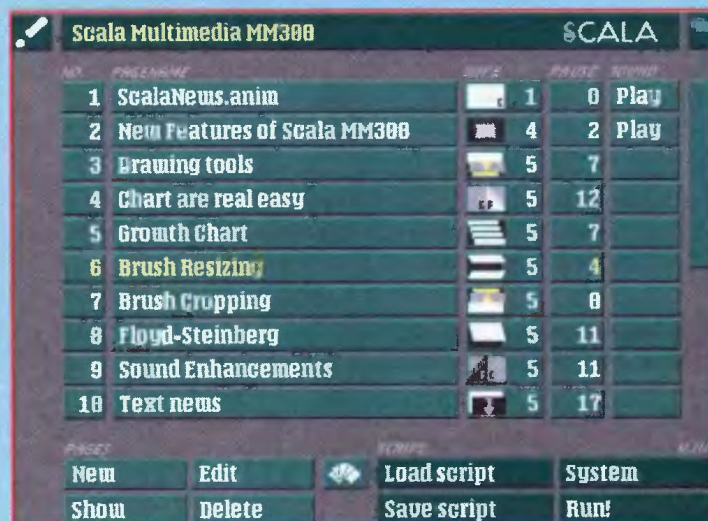 Scala Multimedia MM300 SCALA
NO. PAGENAME WIPE PAUSE SOUND
1 ScalaNews.anim 1 0 Play
2 New Features of Scala MM300 4 2 Play
3 Drawing tools 5 7
4 Chart are real easy 5 12
5 Growth Chart 5 7
6 Brush Resizing 5 4
7 Brush Cropping 5 8
8 Floyd-Steinberg 5 11
9 Sound Enhancements 5 11
10 Text news 5 17
PAGES SCRIPT
New Edit Load script System
Show Delete Save script Run!